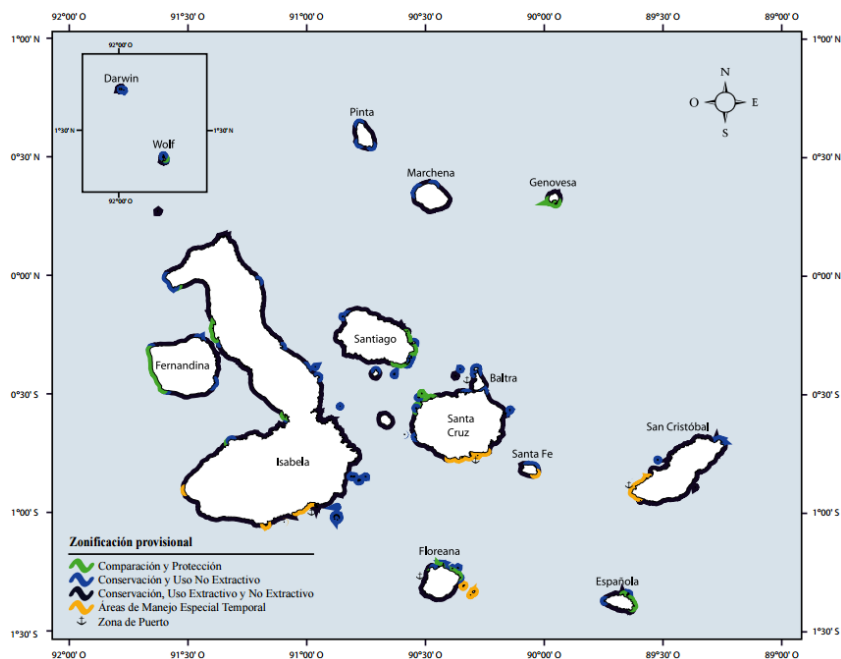 92°00' O
91°30' O
91°00' O
90°30' O
90°00' O
89°30' O
89°00' O
1°00' N
1°00' N
92°00' O
Darwin
N
O
E
S
Pinta
1°30' N
1°30' N
Wolf
0°30' N
0°30' N
Marchena
Genovesa
92°00' O
0°00' N
0°00' N
Santiago
Fernandina
Baltra
0°30' S
0°30' S
Santa
Cruz
San Cristóbal
Santa Fe
Isabela
1°00' S
1°00' S
Zonificación provisional
Comparación y Protección
Conservación y Uso No Extractivo
Conservación, Uso Extractivo y No Extractivo
Áreas de Manejo Especial Temporal
Zona de Puerto
Floreana
Española
1°30' S
1°30' S
92°00' O
91°30' O
91°00' O
90°30' O
90°00' O
89°30' O
89°00' O